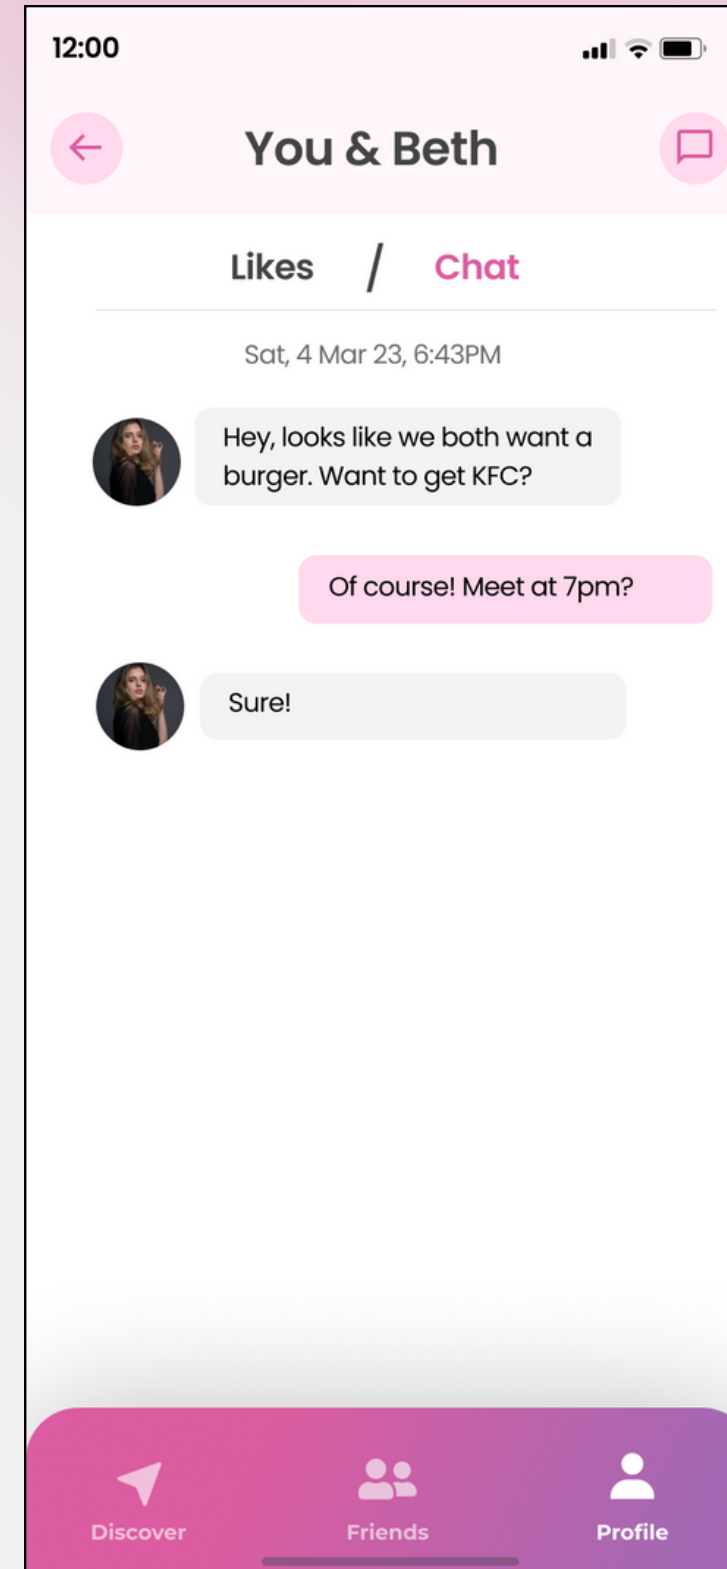 12:00
You & Beth
Likes / Chat
Sat, 4 Mar 23, 6:43PM
Hey, looks like we both want a
burger. Want to get KFC?
Of course! Meet at 7pm?
Sure!
Discover Friends Profile